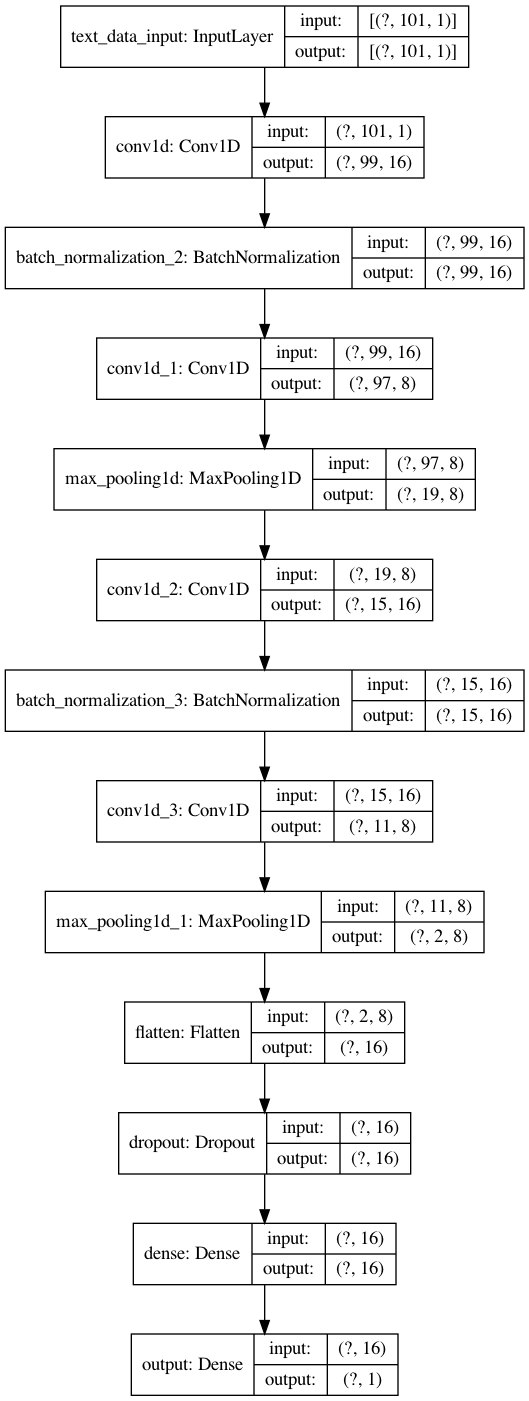 text_data_input: InputLayer
input: [(?, 101, 1)]
output: [(?, 101, 1)]
conv1d: Conv1D
input: (?, 101, 1)
output: (?, 99, 16)
batch_normalization_2: BatchNormalization
input: (?, 99, 16)
output: (?, 99, 16)
conv1d_1: Conv1D
input: (?, 99, 16)
output: (?, 97, 8)
max_pooling1d: MaxPooling1D
input: (?, 97, 8)
output: (?, 19, 8)
conv1d_2: Conv1D
input: (?, 19, 8)
output: (?, 15, 16)
batch_normalization_3: BatchNormalization
input: (?, 15, 16)
output: (?, 15, 16)
conv1d_3: Conv1D
input: (?, 15, 16)
output: (?, 11, 8)
max_pooling1d_1: MaxPooling1D
input: (?, 11, 8)
output: (?, 2, 8)
flatten: Flatten
input: (?, 2, 8)
output: (?, 16)
dropout: Dropout
input: (?, 16)
output: (?, 16)
dense: Dense
input: (?, 16)
output: (?, 16)
output: Dense
input: (?, 16)
output: (?, 1)